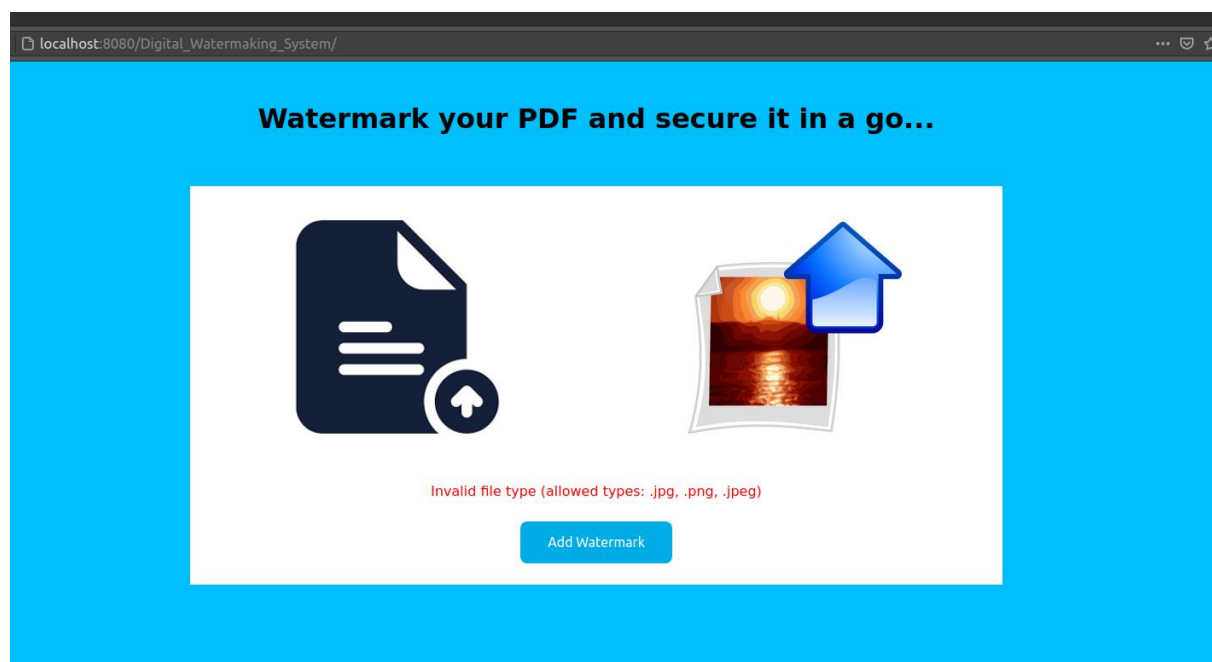 localhost:8080/Digital_Watermaking_System/
Watermark your PDF and secure it in a go...
Invalid file type (allowed types: .jpg, .png, .jpeg)
Add Watermark